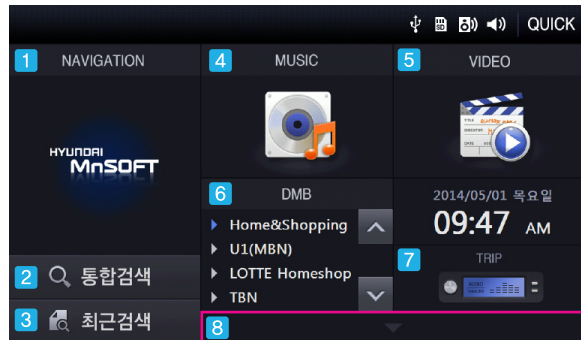 QUICK
1 NAVIGATION
HYUNDAI
MnSOFT
2 통합검색
3 최근검색
4 MUSIC
5 VIDEO
6 DMB
Home&Shopping
U1(MBN)
LOTTE Homeshop
TBN
2014/05/01 목요일
09:47 AM
7 TRIP
8